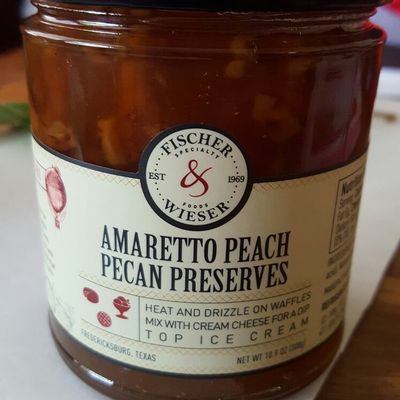 FISCHER
SPECIALTY
EST & 1969
FOODS
WIESER
AMARETTO PEACH
PECAN PRESERVES
HEAT AND DRIZZLE ON WAFFLES
MIX WITH CREAM CHEESE FOR A DIP
TOP ICE CREAM
FREDERICKSBURG, TEXAS
NET WT 10.9 OZ (308g)